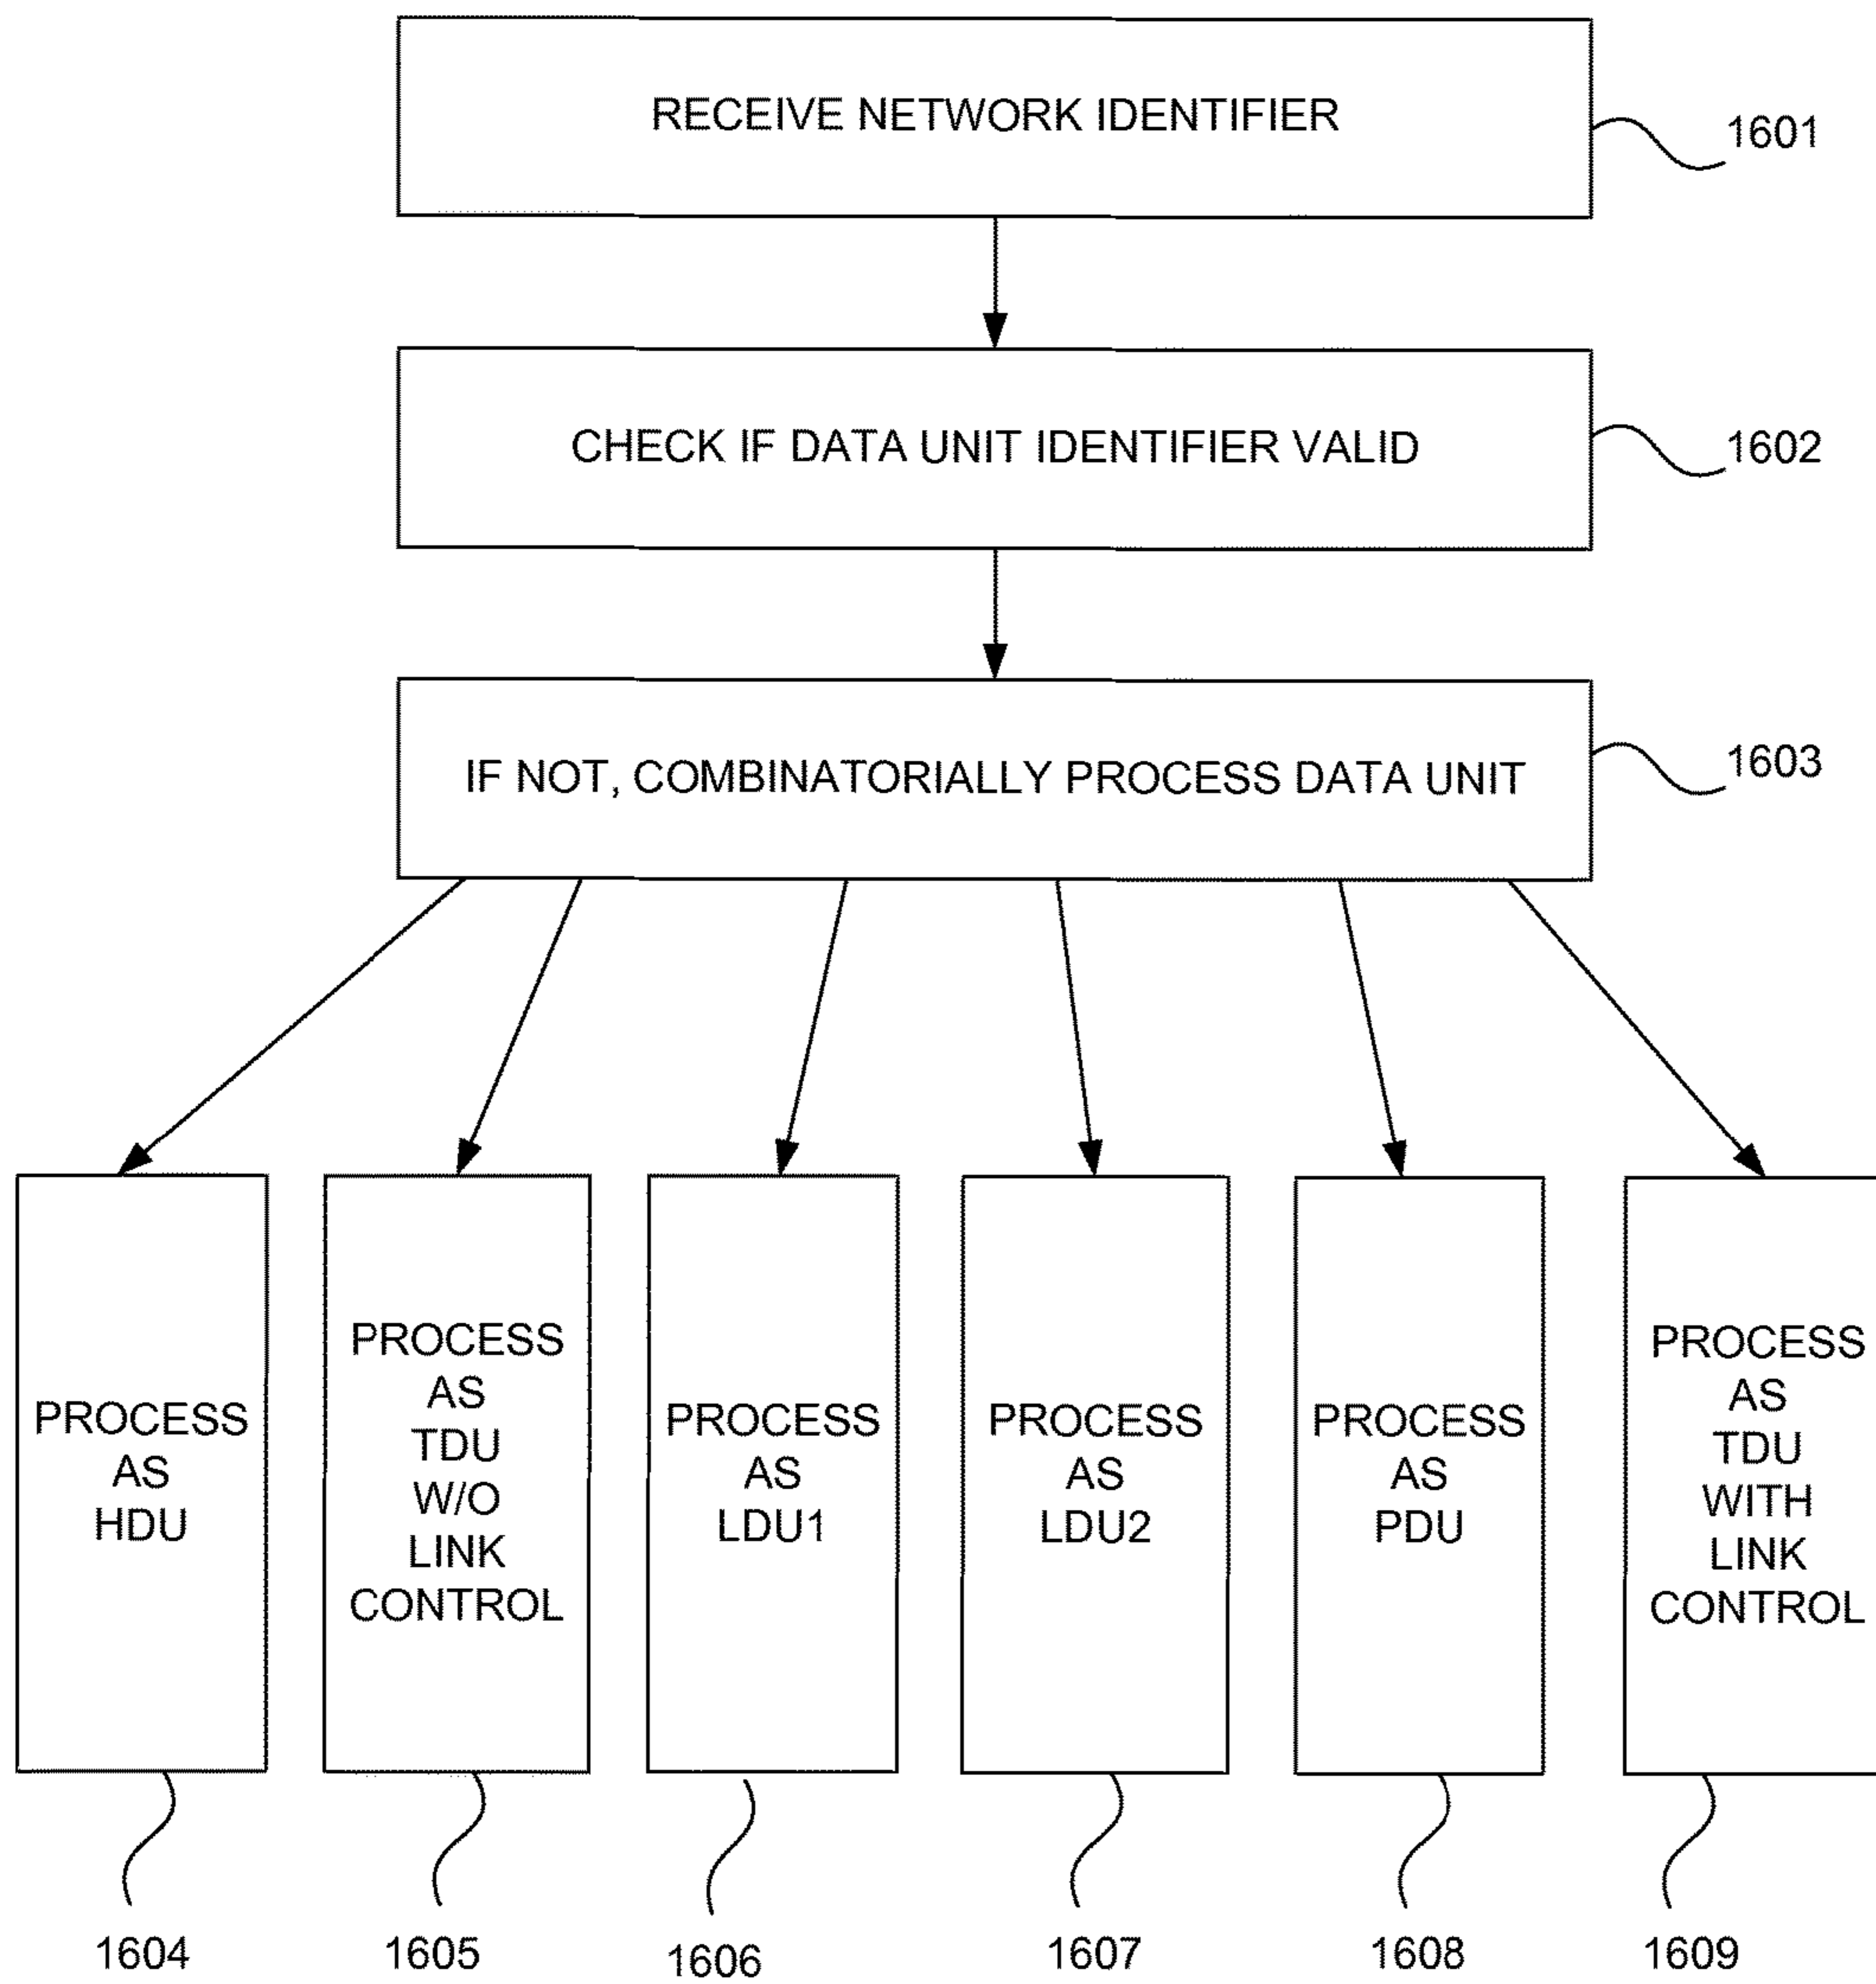 RECEIVE NETWORK IDENTIFIER
1601
CHECK IF DATA UNIT IDENTIFIER VALID
1602
IF NOT, COMBINATORIALLY PROCESS DATA UNIT
1603
PROCESS
AS
HDU
PROCESS
AS
TDU
W/O
LINK
CONTROL
PROCESS
AS
LDU1
PROCESS
AS
LDU2
PROCESS
AS
PDU
PROCESS
AS
TDU
WITH
LINK
CONTROL
1604
1605
1606
1607
1608
1609